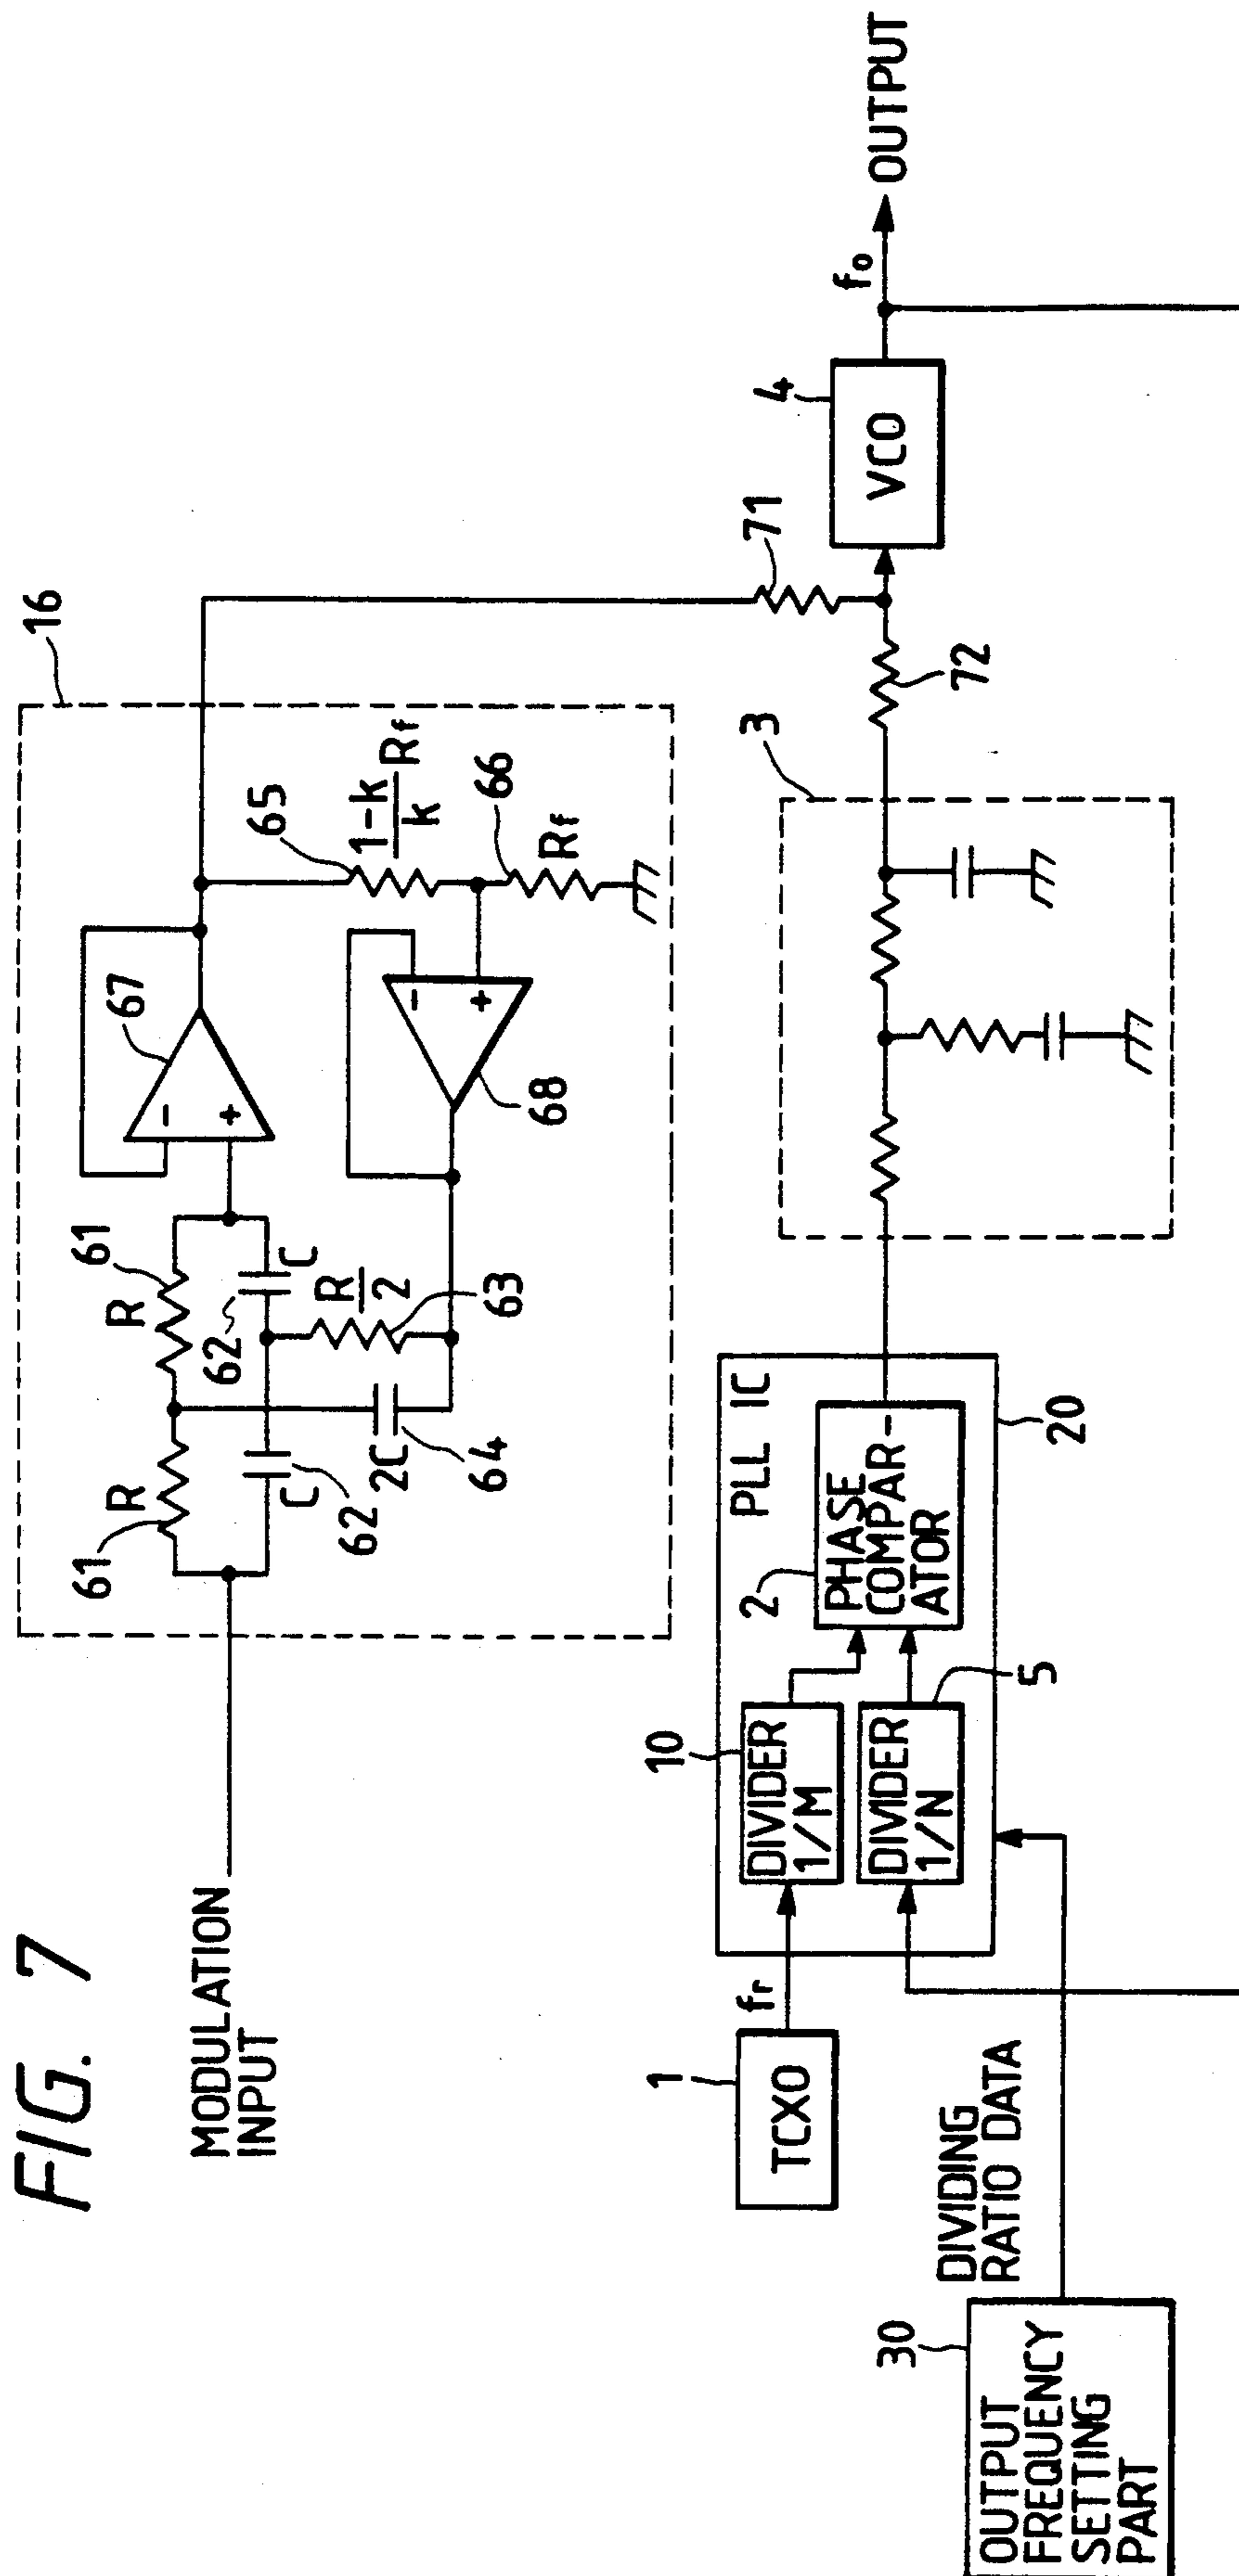 FIG. 7
16
MODULATION
INPUT
61
R
R
61
C
62
62
C
2C
64
R
2
63
67
-
+
-
+
68
65
1-k
k
Rf
66
Rf
71
1
TCXO
fr
PLL IC
10
DIVIDER
1/M
DIVIDER
1/N
5
2
PHASE
COMPAR-
ATOR
20
3
72
4
VCO
fo
OUTPUT
30
OUTPUT
FREQUENCY
SETTING
PART
DIVIDING
RATIO DATA